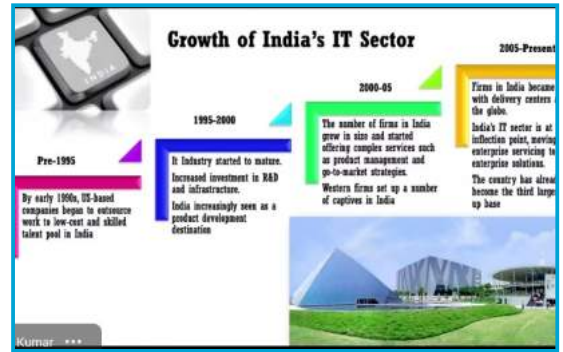 INDIA
Growth of India's IT Sector
Pre-1995
By early 1990s, US-based
companies began to outsource
work to low-cost and skilled
talent pool in India
1995-2000
It Industry started to mature.
Increased investment in R&D
and infrastructure.
India increasingly seen as a
product development
destination
2000-05
The number of firms in India
grew in size and started
offering complex services such
as product management and
go-to-market strategies.
Western firms set up a number
of captives in India
2005-Present
Firms in India became
with delivery centers
the globe.
India's IT sector is at
inflection point, moving
enterprise servicing to
enterprise solutions.
The country has
become the third
up base
Kumar •••